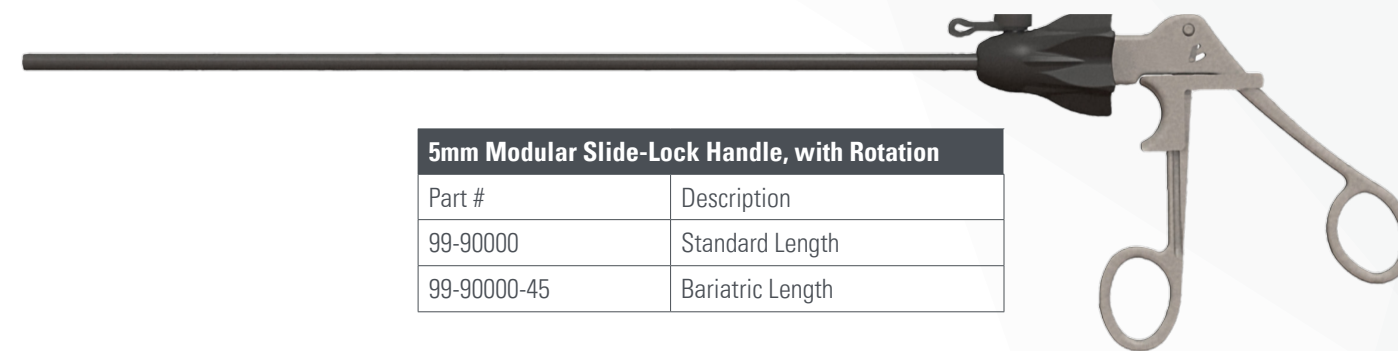 5mm Modular Slide-Lock Handle, with Rotation
Part # Description
99-90000 Standard Length
99-90000-45 Bariatric Length